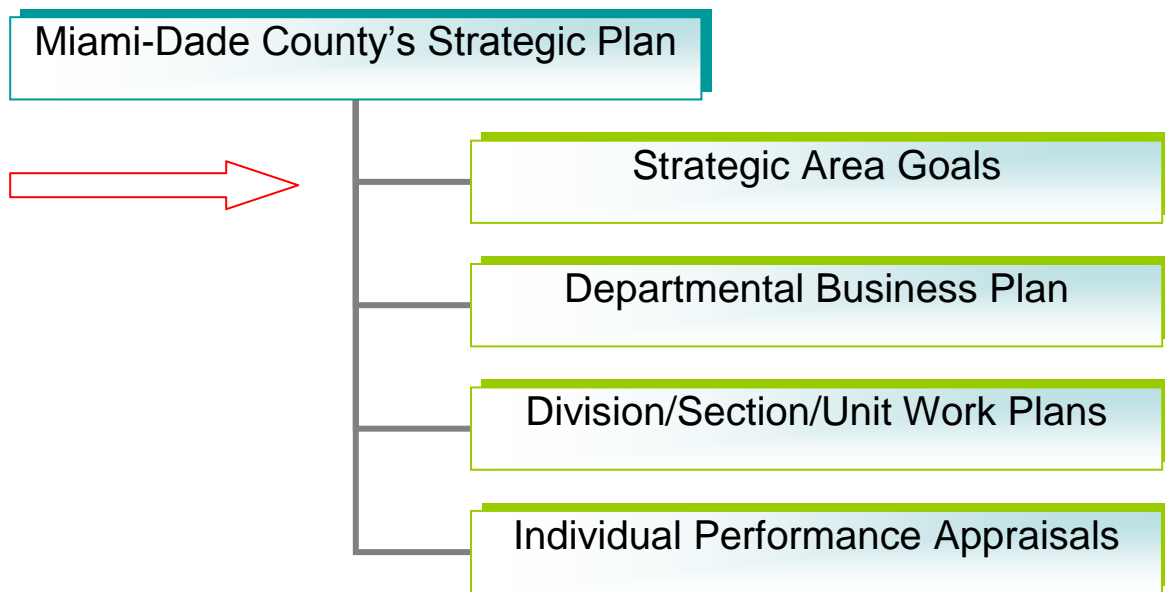 Miami-Dade County’s Strategic Plan
Strategic Area Goals
Departmental Business Plan
Division/Section/Unit Work Plans
Individual Performance Appraisals